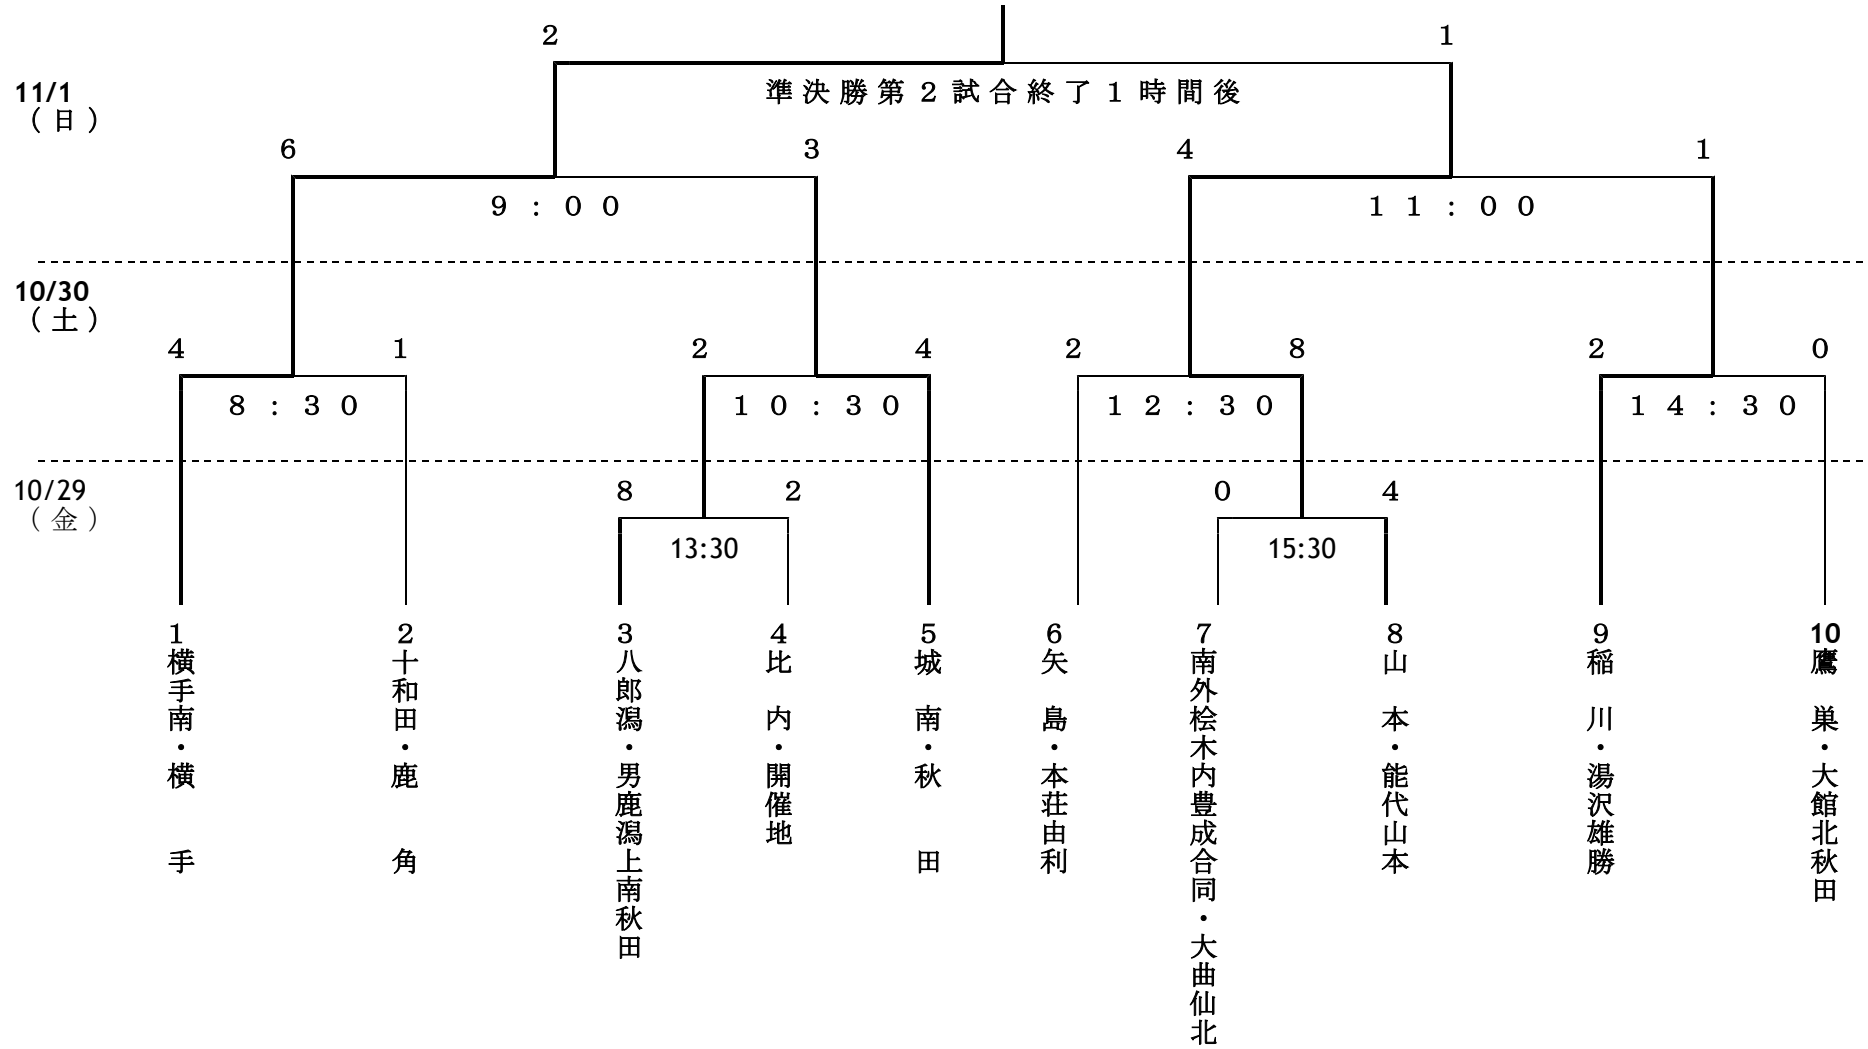 2 1
準決勝第2試合終了1時間後
11/1
（日）
6 3 4 1
9:00 11:00
10/30
（土）
4 1 2 4 2 8 2 0
8:30 10:30 12:30 14:30
10/29
（金）
8 2 0 4
13:30 15:30
1 横手南・横　手
2 十和田・鹿　角
3 八郎潟・男鹿潟上南秋田
4 比　内・開催地
5 城　南・秋　田
6 矢　島・本荘由利
7 南外桧木内豊成合同・大曲仙北
8 山　本・能代山本
9 稲　川・湯沢雄勝
10 鷹　巣・大館北秋田